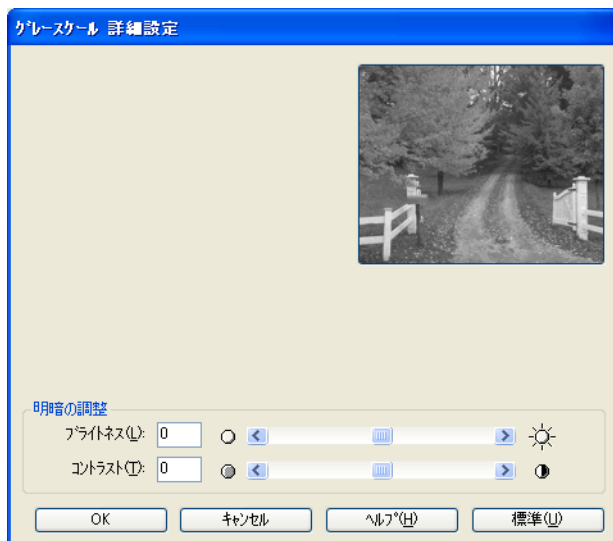 ｸﾞﾚｰｽｹｰﾙ 詳細設定
明暗の調整
ﾌﾞﾗｲﾄﾈｽ(L): 0
ｺﾝﾄﾗｽﾄ(T): 0
OK ｷｬﾝｾﾙ ﾍﾙﾌﾟ(H) 標準(U)